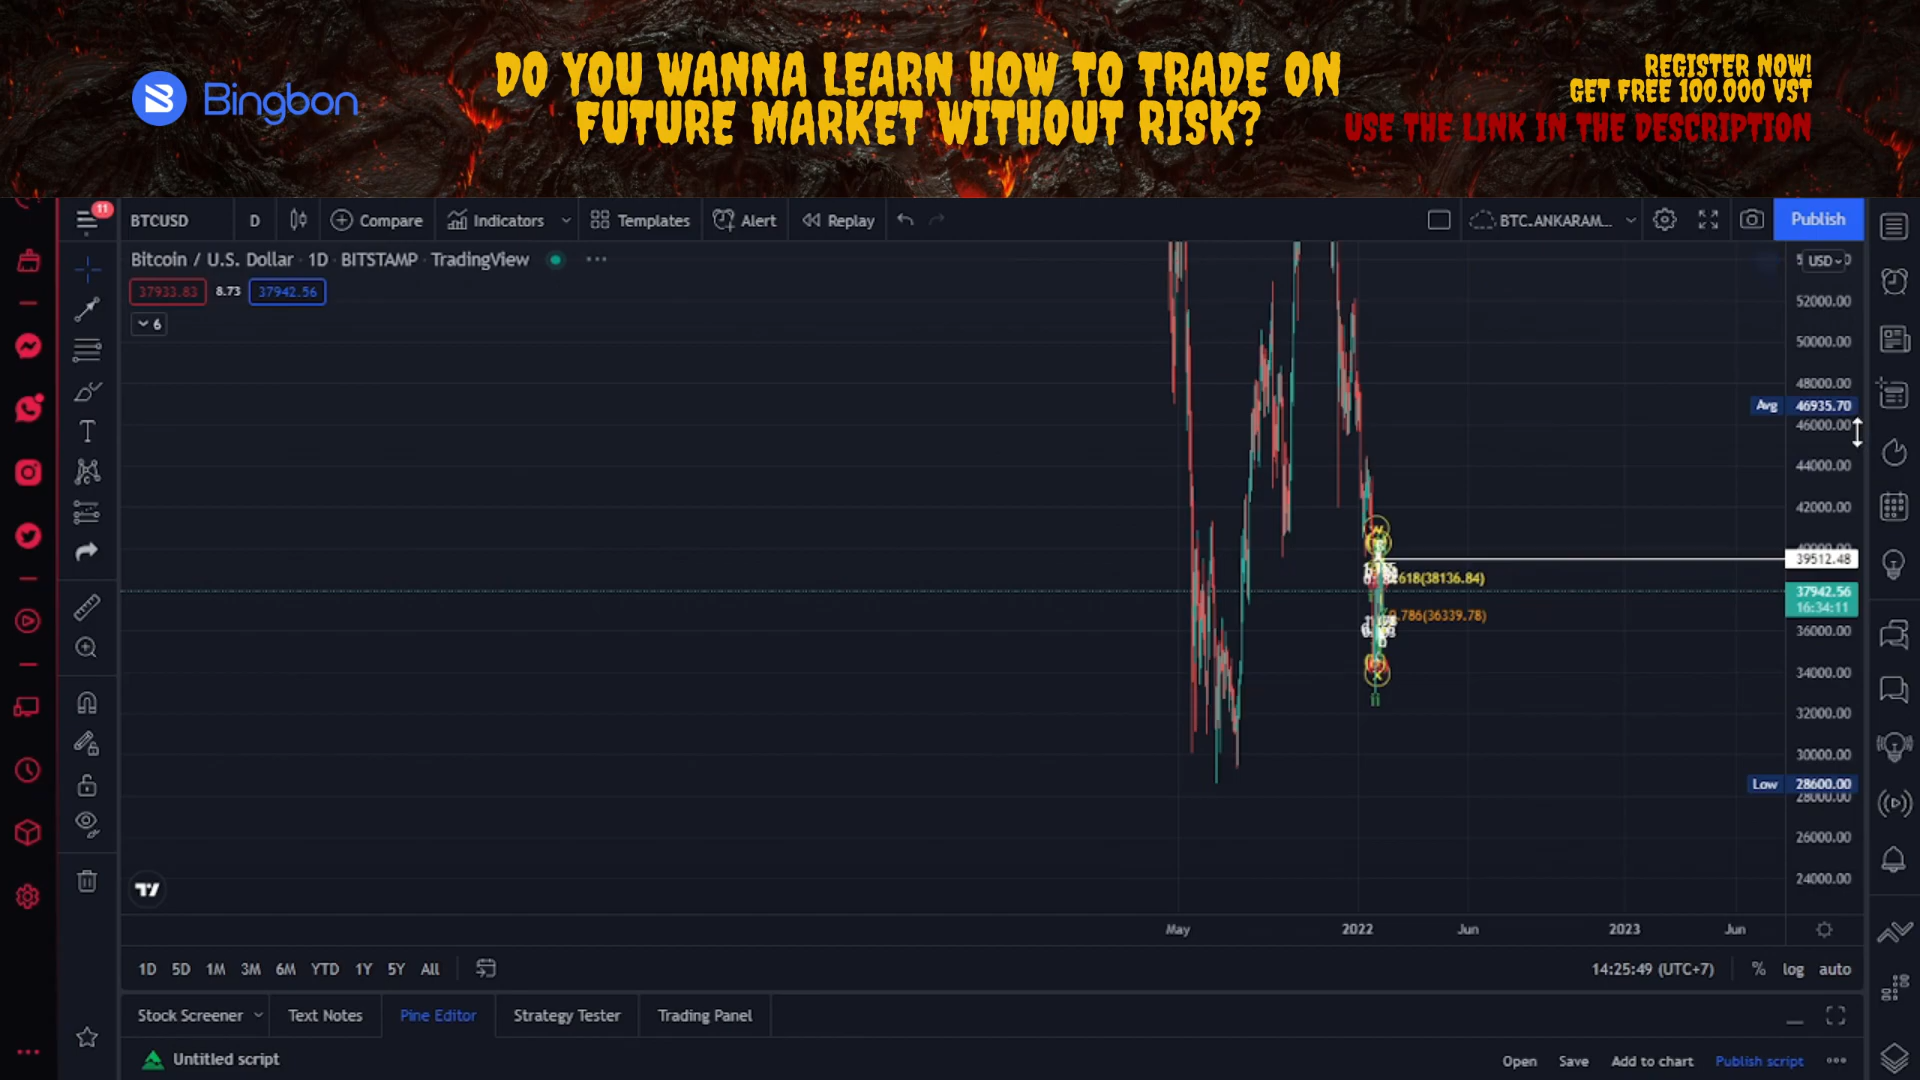 Bingbon
DO YOU WANNA LEARN HOW TO TRADE ON
FUTURE MARKET WITHOUT RISK?
REGISTER NOW!
GET FREE 100.000 VST
USE THE LINK IN THE DESCRIPTION
11
BTCUSD
D
Compare
Indicators
Templates
Alert
Replay
BTC.ANKARAM...
Publish
Bitcoin / U.S. Dollar · 1D · BITSTAMP · TradingView
USD
37933.83 8.73 37942.56
6
52000.00
50000.00
48000.00
Avg 46935.70
46000.00
44000.00
42000.00
39512.48
618(38136.84)
37942.56
16:34:11
.786(36339.78)
36000.00
34000.00
32000.00
30000.00
Low 28600.00
28000.00
26000.00
24000.00
May 2022 Jun 2023 Jun
1D 5D 1M 3M 6M YTD 1Y 5Y All
14:25:49 (UTC+7) % log auto
Stock Screener Text Notes Pine Editor Strategy Tester Trading Panel
Untitled script
Open Save Add to chart Publish script